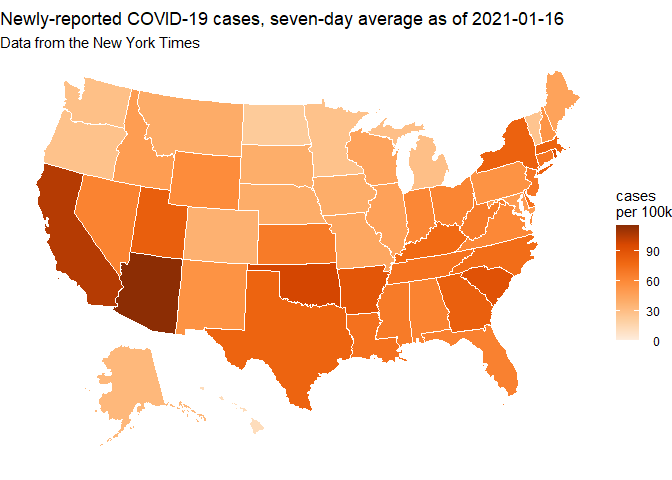 Newly-reported COVID-19 cases, seven-day average as of 2021-01-16
Data from the New York Times
cases
per 100k
90
60
30
0